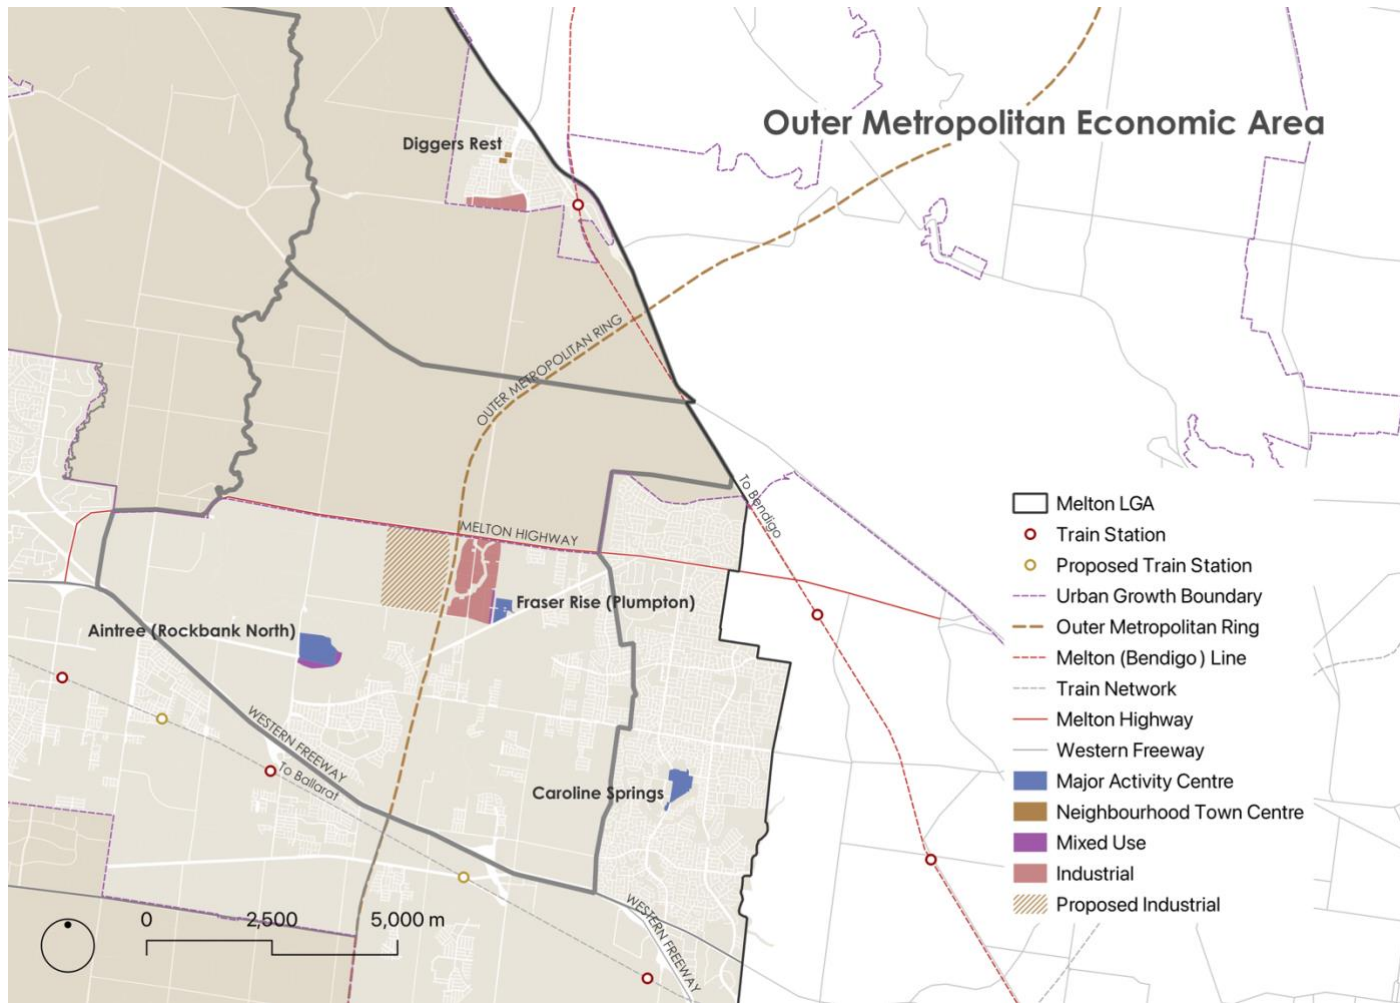 Outer Metropolitan Economic Area
Diggers Rest
OUTER METROPOLITAN RING
To Bendigo
MELTON HIGHWAY
Fraser Rise (Plumpton)
Aintree (Rockbank North)
WESTERN FREEWAY
To Ballarat
Caroline Springs
WESTERN FREEWAY
0 2,500 5,000 m
Melton LGA
Train Station
Proposed Train Station
Urban Growth Boundary
Outer Metropolitan Ring
Melton (Bendigo ) Line
Train Network
Melton Highway
Western Freeway
Major Activity Centre
Neighbourhood Town Centre
Mixed Use
Industrial
Proposed Industrial